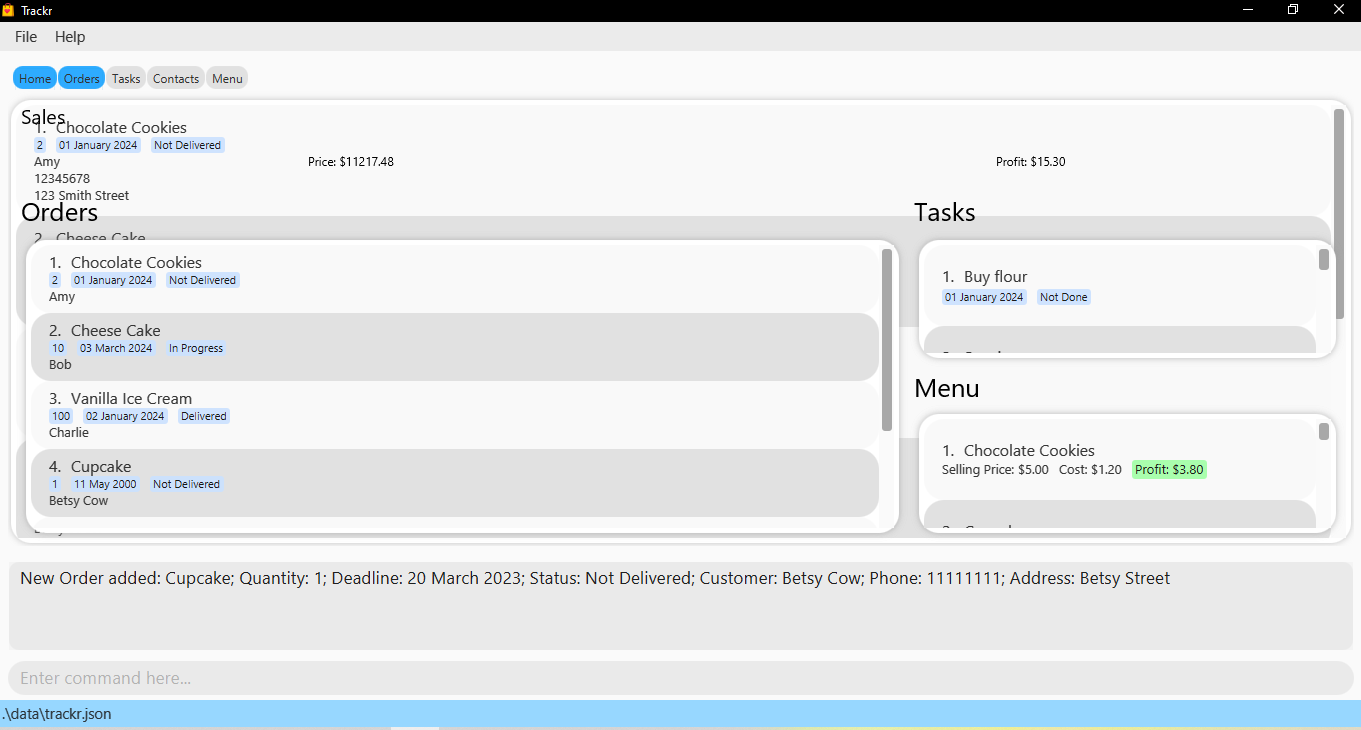 Trackr
File Help
Home Orders Tasks Contacts Menu
Sales
1. Chocolate Cookies
2 01 January 2024 Not Delivered
Amy
Price: $11217.48
Profit: $15.30
12345678
123 Smith Street
Orders
2. Cheese Cake
1. Chocolate Cookies
2 01 January 2024 Not Delivered
Amy
2. Cheese Cake
10 03 March 2024 In Progress
Bob
3. Vanilla Ice Cream
100 02 January 2024 Delivered
Charlie
4. Cupcake
1 11 May 2000 Not Delivered
Betsy Cow
Tasks
1. Buy flour
01 January 2024 Not Done
Menu
1. Chocolate Cookies
Selling Price: $5.00 Cost: $1.20 Profit: $3.80
New Order added: Cupcake; Quantity: 1; Deadline: 20 March 2023; Status: Not Delivered; Customer: Betsy Cow; Phone: 11111111; Address: Betsy Street
Enter command here...
.\data\trackr.json